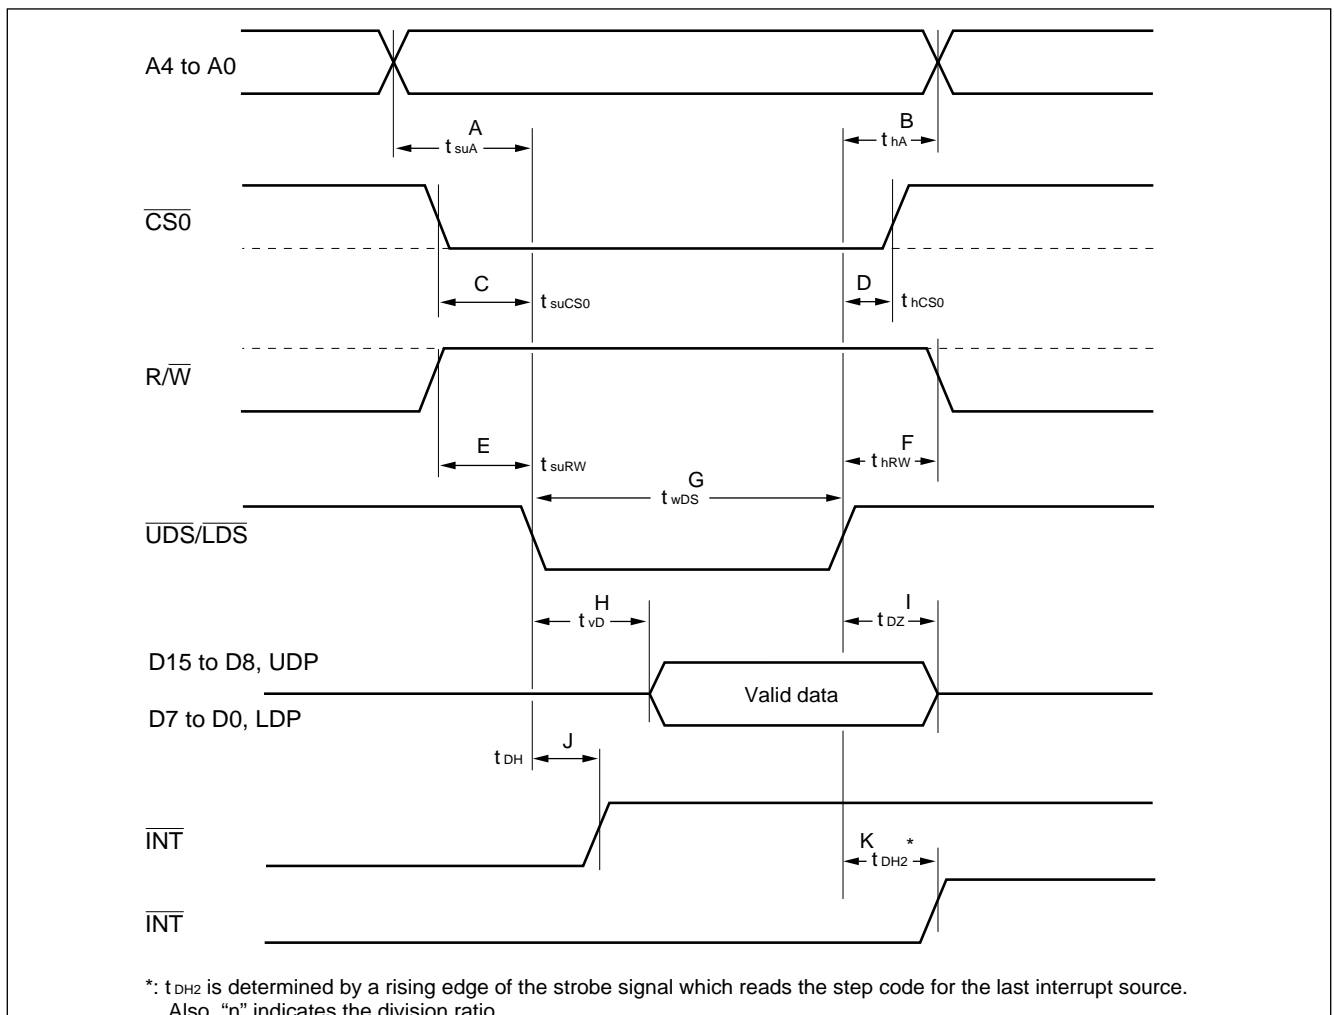 A4 to A0
A
t suA
B
t hA
CS0
C
t suCS0
D
t hCS0
R/W
E
t suRW
F
t hRW
G
t wDS
UDS/LDS
H
t vD
I
t DZ
D15 to D8, UDP
Valid data
D7 to D0, LDP
J
t DH
INT
K *
t DH2
INT
*: t DH2 is determined by a rising edge of the strobe signal which reads the step code for the last interrupt source.
Also, "n" indicates the division ratio